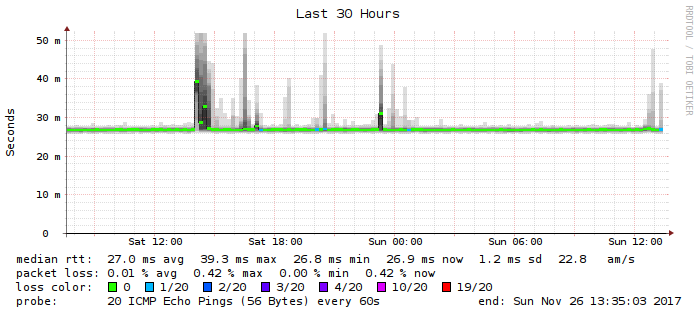 Last 30 Hours
RRDTOOL / TOBI OETIKER
Seconds
50 m
40 m
30 m
20 m
10 m
0
Sat 12:00 Sat 18:00 Sun 00:00 Sun 06:00 Sun 12:00
median rtt: 27.0 ms avg 39.3 ms max 26.8 ms min 26.9 ms now 1.2 ms sd 22.8 am/s
packet loss: 0.01 % avg 0.42 % max 0.00 % min 0.42 % now
loss color: 0 1/20 2/20 3/20 4/20 10/20 19/20
probe: 20 ICMP Echo Pings (56 Bytes) every 60s end: Sun Nov 26 13:35:03 2017